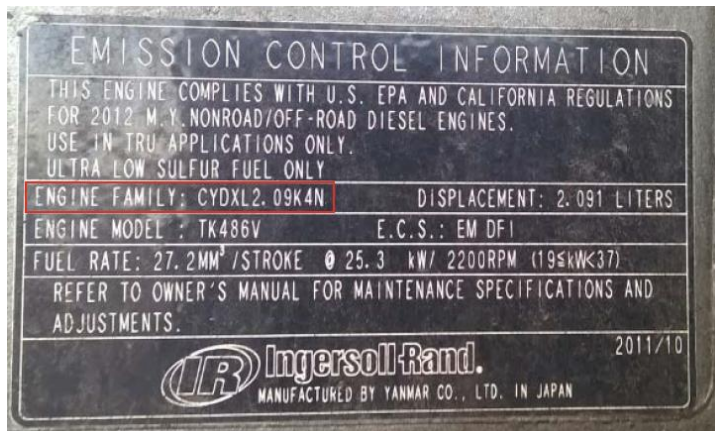 EMISSION CONTROL INFORMATION
THIS ENGINE COMPLIES WITH U.S. EPA AND CALIFORNIA REGULATIONS
FOR 2012 M.Y. NONROAD/OFF-ROAD DIESEL ENGINES.
USE IN TRU APPLICATIONS ONLY.
ULTRA LOW SULFUR FUEL ONLY
ENGINE FAMILY: CYDXL2.09K4N DISPLACEMENT: 2.091 LITERS
ENGINE MODEL : TK486V E.C.S.: EM DFI
FUEL RATE: 27.2MM³/STROKE @ 25.3 kW/ 2200RPM (19≤kW<37)
REFER TO OWNER'S MANUAL FOR MAINTENANCE SPECIFICATIONS AND
ADJUSTMENTS.
2011/10
IR Ingersoll-Rand.
MANUFACTURED BY YANMAR CO., LTD. IN JAPAN